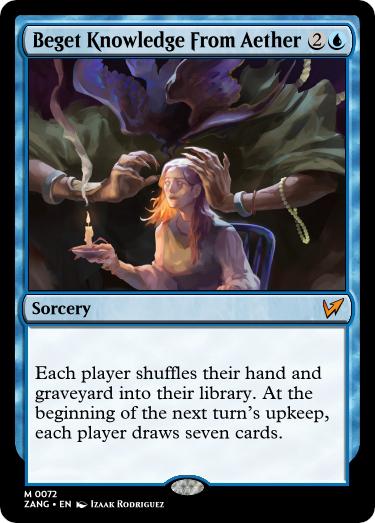 Beget Knowledge From Aether 2
Sorcery
Each player shuffles their hand and
graveyard into their library. At the
beginning of the next turn's upkeep,
each player draws seven cards.
M 0072
ZANG • EN Izaak Rodriguez